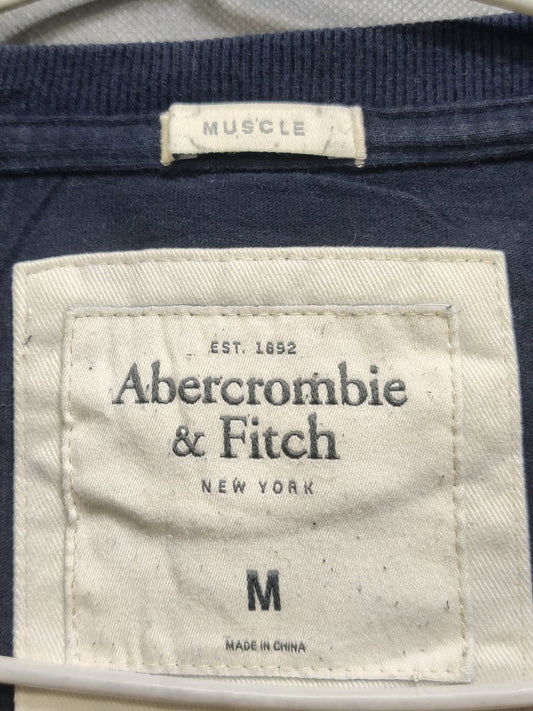 MUSCLE
EST. 1892
Abercrombie
& Fitch
NEW YORK
M
MADE IN CHINA